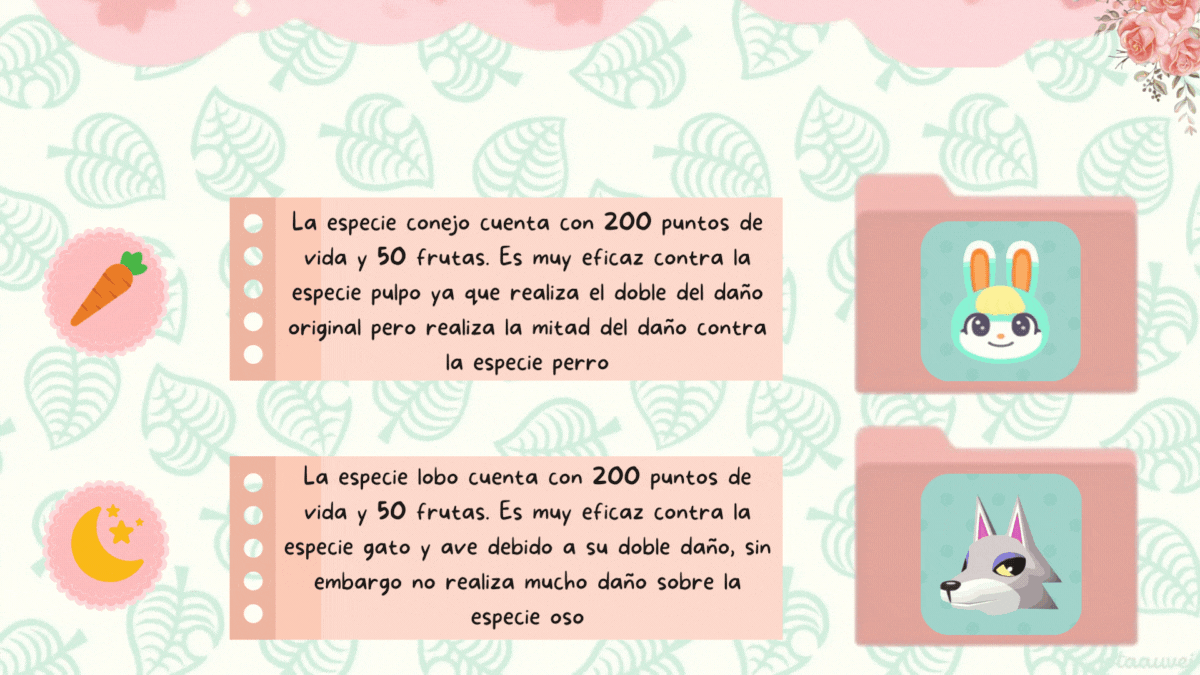 La especie conejo cuenta con 200 puntos de
vida y 50 frutas. Es muy eficaz contra la
especie pulpo ya que realiza el doble del daño
original pero realiza la mitad del daño contra
la especie perro
La especie lobo cuenta con 200 puntos de
vida y 50 frutas. Es muy eficaz contra la
especie gato y ave debido a su doble daño, sin
embargo no realiza mucho daño sobre la
especie oso